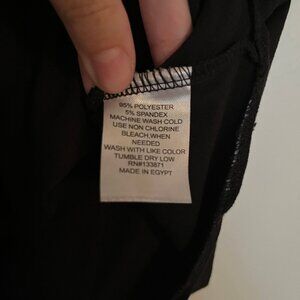 95% POLYESTER
5% SPANDEX
MACHINE WASH COLD
USE NON CHLORINE
BLEACH,WHEN
NEEDED
WASH WITH LIKE COLOR
TUMBLE DRY LOW
RN#133871
MADE IN EGYPT